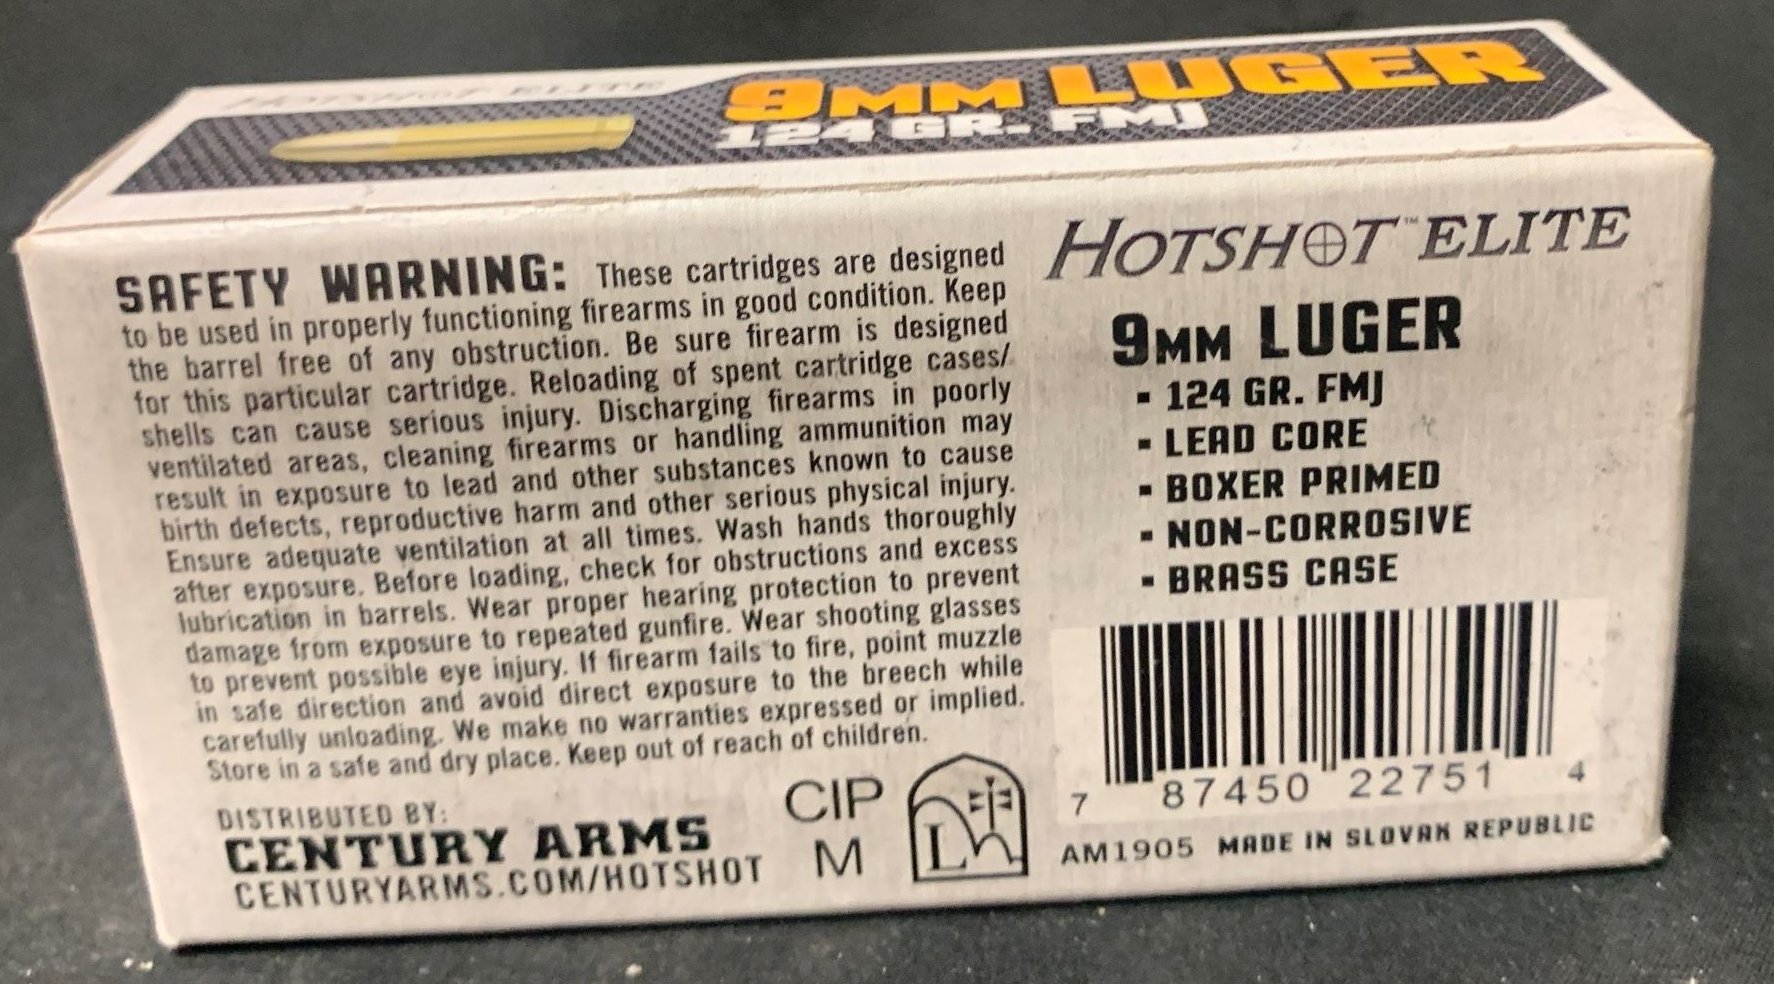 HOTSHOT ELITE
9MM LUGER
124 GR. FMJ
SAFETY WARNING: These cartridges are designed
to be used in properly functioning firearms in good condition. Keep
the barrel free of any obstruction. Be sure firearm is designed
for this particular cartridge. Reloading of spent cartridge cases/
shells can cause serious injury. Discharging firearms in poorly
ventilated areas, cleaning firearms or handling ammunition may
result in exposure to lead and other substances known to cause
birth defects, reproductive harm and other serious physical injury.
Ensure adequate ventilation at all times. Wash hands thoroughly
after exposure. Before loading, check for obstructions and excess
lubrication in barrels. Wear proper hearing protection to prevent
damage from exposure to repeated gunfire. Wear shooting glasses
to prevent possible eye injury. If firearm fails to fire, point muzzle
in safe direction and avoid direct exposure to the breech while
carefully unloading. We make no warranties expressed or implied.
Store in a safe and dry place. Keep out of reach of children.
DISTRIBUTED BY:
CENTURY ARMS
CENTURYARMS.COM/HOTSHOT
CIP
M
L
HOTSHOT™ ELITE
9MM LUGER
▪ 124 GR. FMJ
▪ LEAD CORE
▪ BOXER PRIMED
▪ NON-CORROSIVE
▪ BRASS CASE
7 87450 22751 4
AM1905 MADE IN SLOVAK REPUBLIC